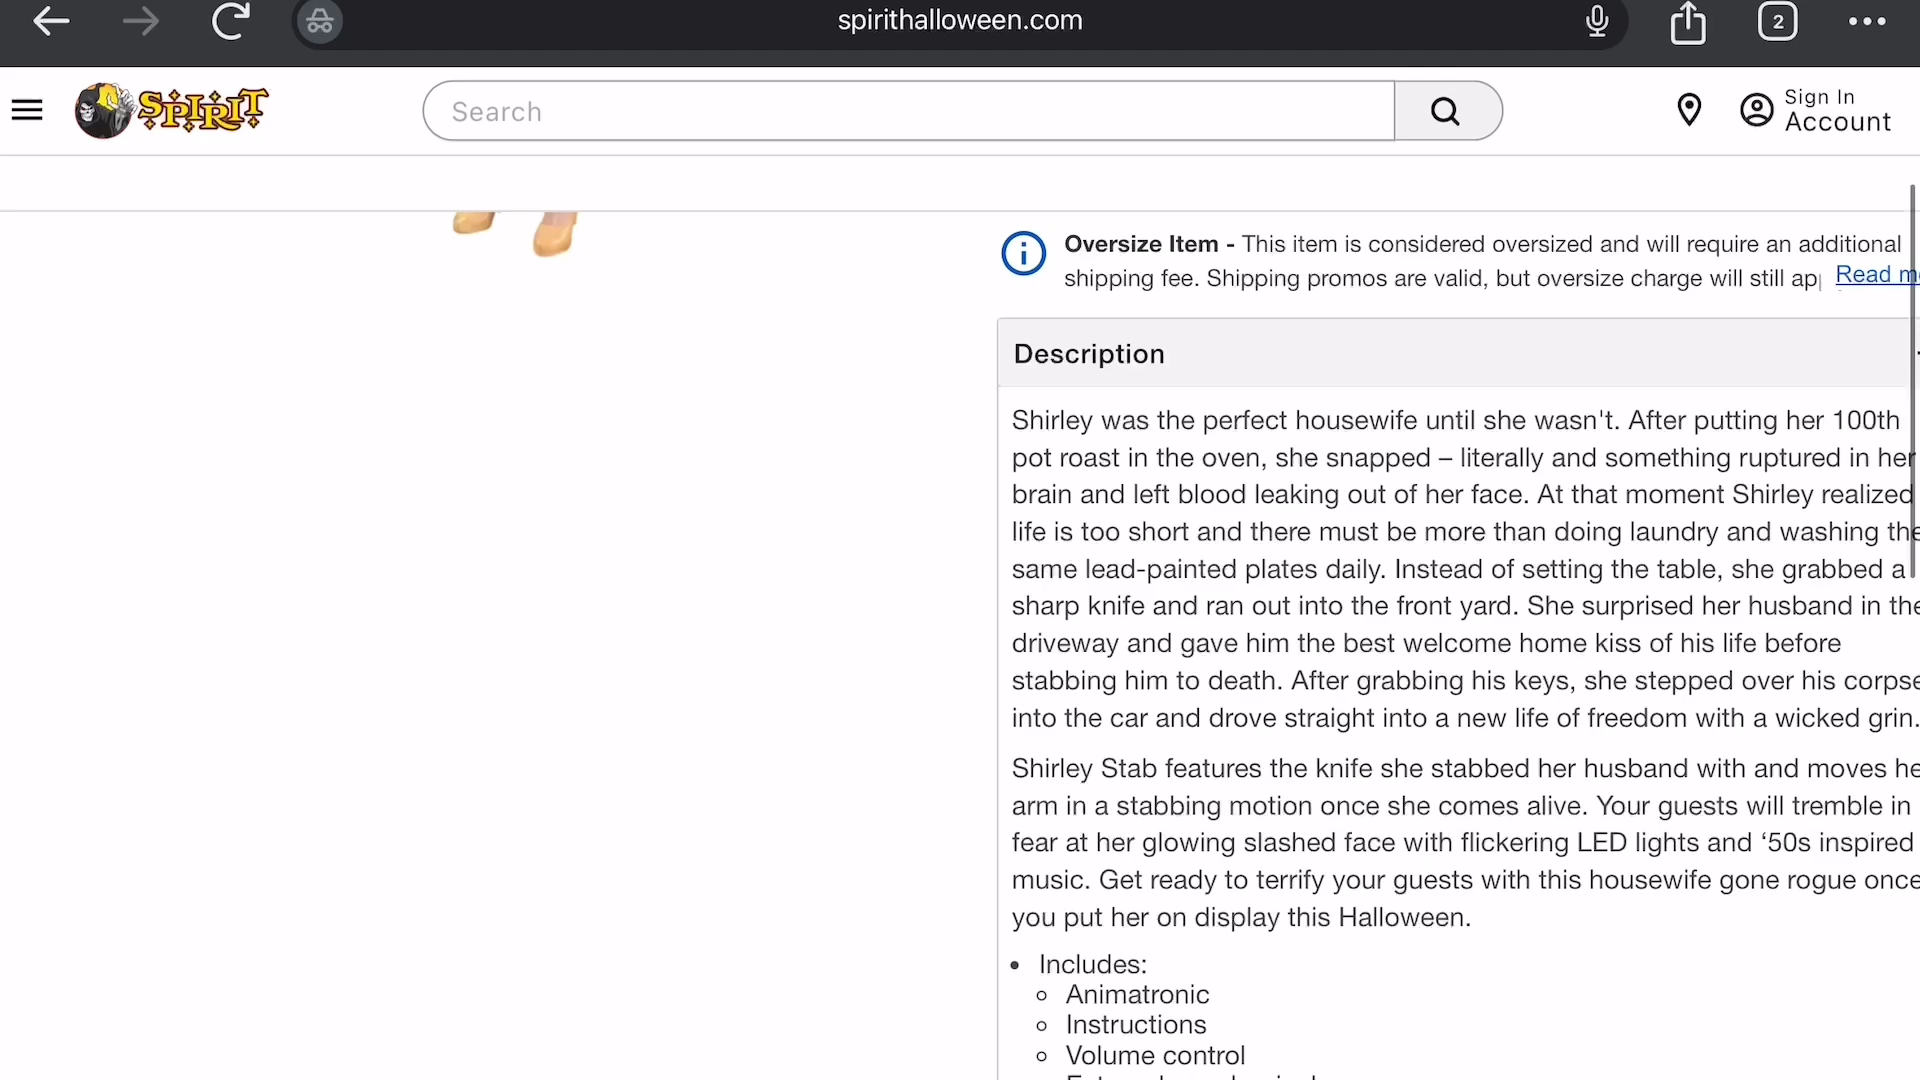 spirithalloween.com
2
SPIRIT
Search
Sign In
Account
Oversize Item - This item is considered oversized and will require an additional
shipping fee. Shipping promos are valid, but oversize charge will still ap Read m
Description
Shirley was the perfect housewife until she wasn't. After putting her 100th
pot roast in the oven, she snapped – literally and something ruptured in her
brain and left blood leaking out of her face. At that moment Shirley realized
life is too short and there must be more than doing laundry and washing the
same lead-painted plates daily. Instead of setting the table, she grabbed a
sharp knife and ran out into the front yard. She surprised her husband in the
driveway and gave him the best welcome home kiss of his life before
stabbing him to death. After grabbing his keys, she stepped over his corpse
into the car and drove straight into a new life of freedom with a wicked grin.
Shirley Stab features the knife she stabbed her husband with and moves he
arm in a stabbing motion once she comes alive. Your guests will tremble in
fear at her glowing slashed face with flickering LED lights and ‘50s inspired
music. Get ready to terrify your guests with this housewife gone rogue once
you put her on display this Halloween.
• Includes:
Animatronic
Instructions
Volume control